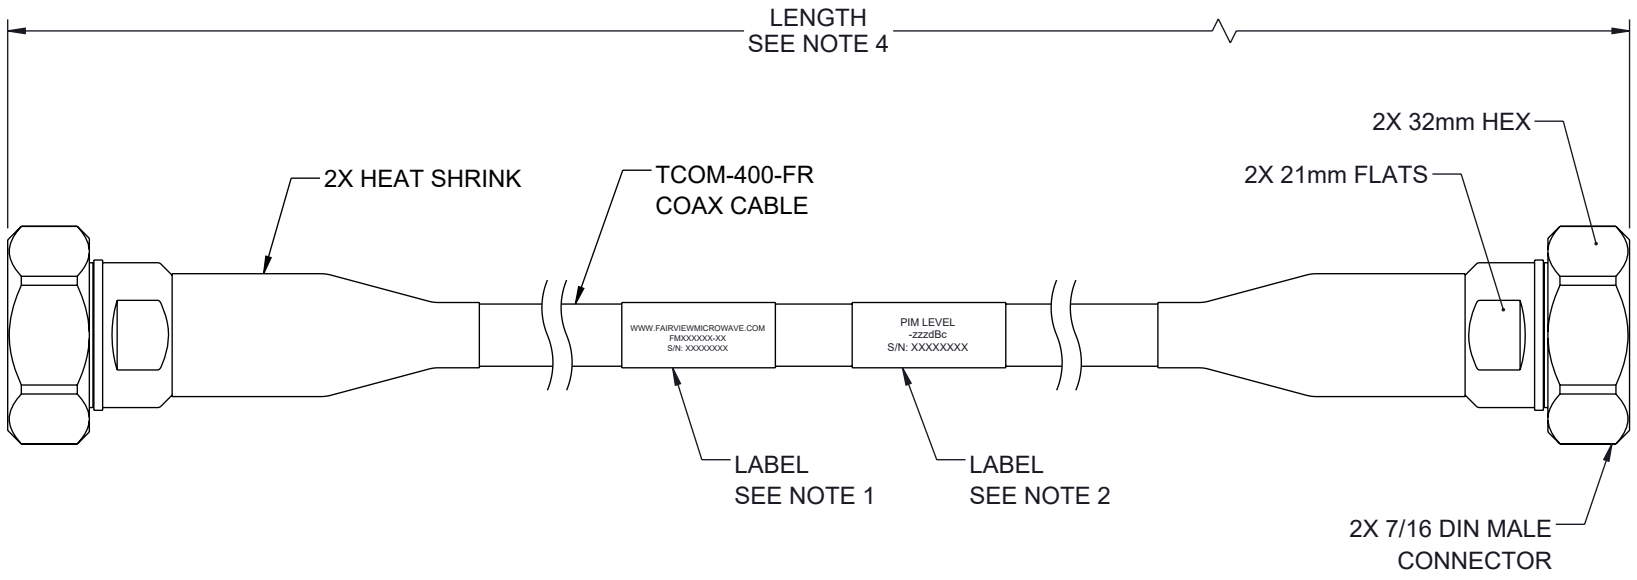 LENGTH
SEE NOTE 4
2X 32mm HEX
2X HEAT SHRINK
TCOM-400-FR
COAX CABLE
2X 21mm FLATS
WWW.FAIRVIEWMICROWAVE.COM
FMXXXXXX-XX
S/N: XXXXXXXX
PIM LEVEL
-zzzdBc
S/N: XXXXXXXX
LABEL
SEE NOTE 1
LABEL
SEE NOTE 2
2X 7/16 DIN MALE
CONNECTOR